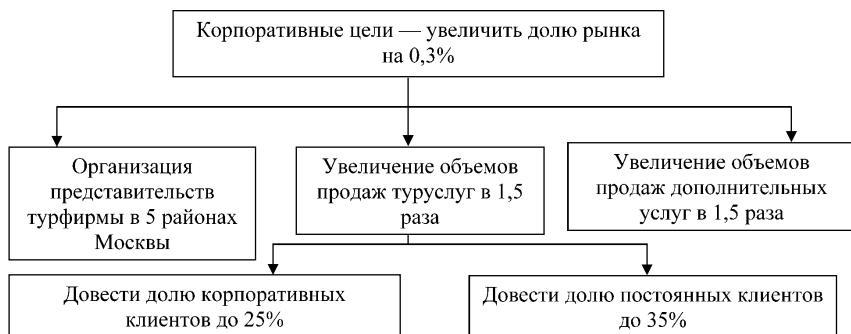 Корпоративные цели — увеличить долю рынка
на 0,3%
Организация
представительств
турфирмы в 5 районах
Москвы
Увеличение объемов
продаж туруслуг в 1,5
раза
Увеличение объемов
продаж дополнительных
услуг в 1,5 раза
Довести долю корпоративных
клиентов до 25%
Довести долю постоянных клиентов
до 35%